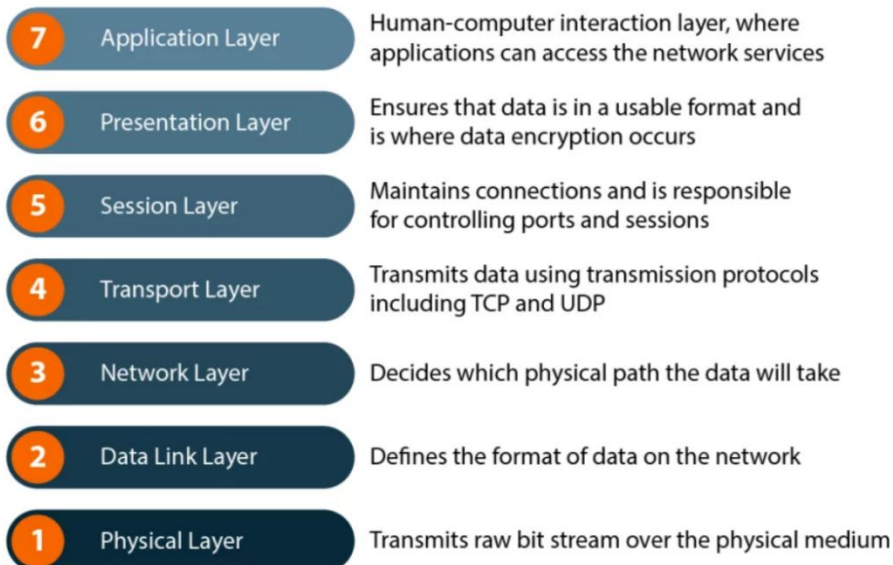 7 Application Layer Human-computer interaction layer, where
applications can access the network services
6 Presentation Layer Ensures that data is in a usable format and
is where data encryption occurs
5 Session Layer Maintains connections and is responsible
for controlling ports and sessions
4 Transport Layer Transmits data using transmission protocols
including TCP and UDP
3 Network Layer Decides which physical path the data will take
2 Data Link Layer Defines the format of data on the network
1 Physical Layer Transmits raw bit stream over the physical medium